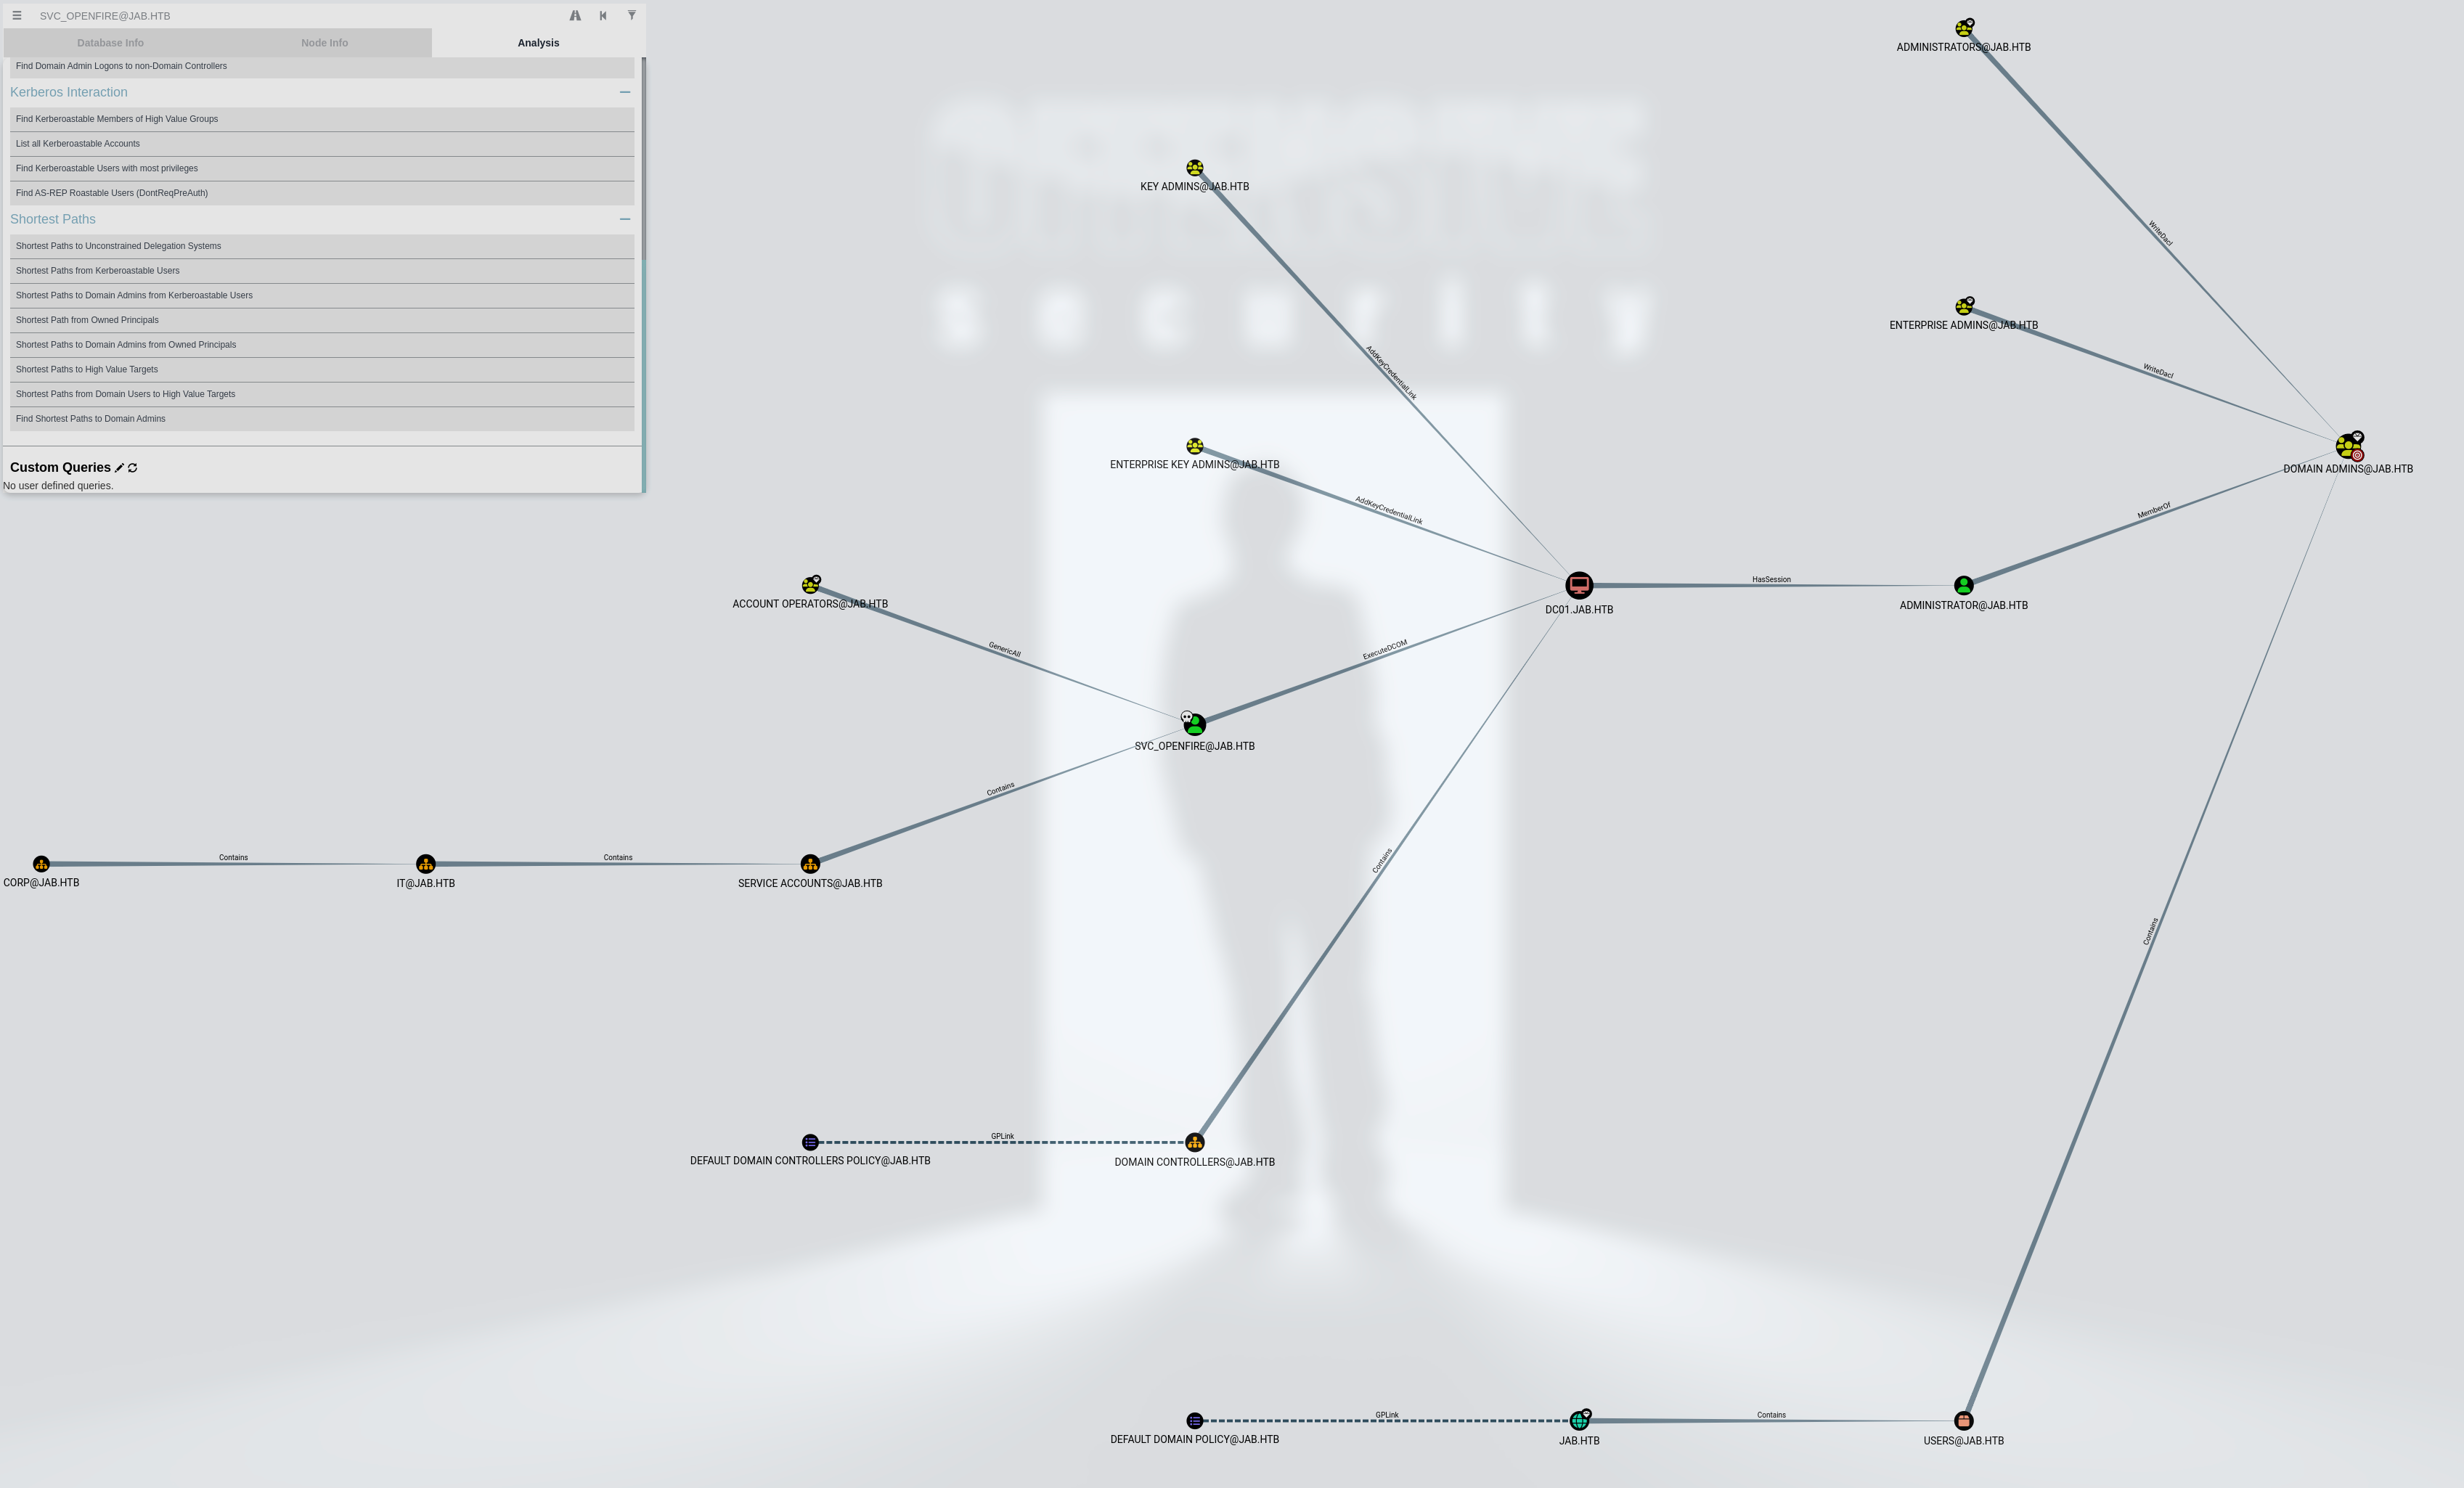 SVC_OPENFIRE@JAB.HTB
Database Info
Node Info
Analysis
Find Domain Admin Logons to non-Domain Controllers
Kerberos Interaction
Find Kerberoastable Members of High Value Groups
List all Kerberoastable Accounts
Find Kerberoastable Users with most privileges
Find AS-REP Roastable Users (DontReqPreAuth)
Shortest Paths
Shortest Paths to Unconstrained Delegation Systems
Shortest Paths from Kerberoastable Users
Shortest Paths to Domain Admins from Kerberoastable Users
Shortest Path from Owned Principals
Shortest Paths to Domain Admins from Owned Principals
Shortest Paths to High Value Targets
Shortest Paths from Domain Users to High Value Targets
Find Shortest Paths to Domain Admins
Custom Queries
No user defined queries.
ADMINISTRATORS@JAB.HTB
KEY ADMINS@JAB.HTB
WriteDacl
ENTERPRISE ADMINS@JAB.HTB
WriteDacl
AddKeyCredentialLink
ENTERPRISE KEY ADMINS@JAB.HTB
DOMAIN ADMINS@JAB.HTB
AddKeyCredentialLink
MemberOf
HasSession
ACCOUNT OPERATORS@JAB.HTB
DC01.JAB.HTB
ADMINISTRATOR@JAB.HTB
GenericAll
ExecuteDCOM
SVC_OPENFIRE@JAB.HTB
Contains
Contains
Contains
Contains
CORP@JAB.HTB
IT@JAB.HTB
SERVICE ACCOUNTS@JAB.HTB
Contains
GPLink
DEFAULT DOMAIN CONTROLLERS POLICY@JAB.HTB
DOMAIN CONTROLLERS@JAB.HTB
GPLink
Contains
DEFAULT DOMAIN POLICY@JAB.HTB
JAB.HTB
USERS@JAB.HTB